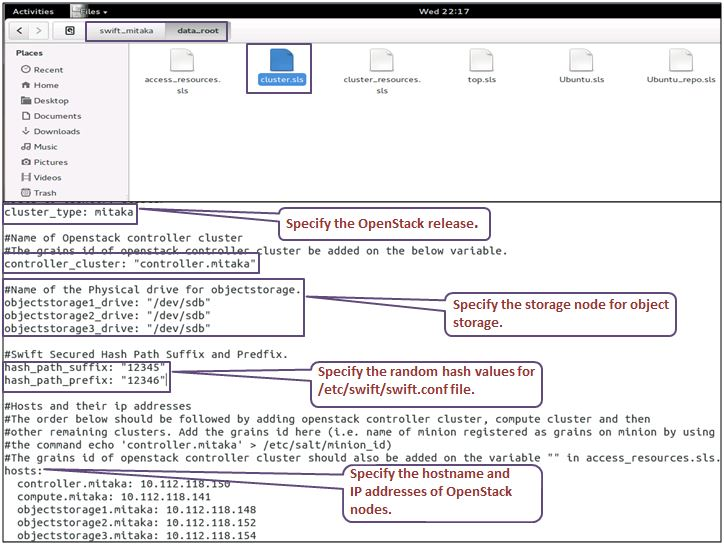 Activities Files Wed 22:17
swift_mitaka data_root
Places
Recent
Home
Desktop
Documents
Downloads
Music
Pictures
Videos
Trash
access_resources.
sls
cluster.sls
cluster_resources.
sls
top.sls
Ubuntu.sls
Ubuntu_repo.sls
cluster_type: mitaka
Specify the OpenStack release.
#Name of Openstack controller cluster
#The grains id of openstack controller cluster be added on the below variable.
controller_cluster: "controller.mitaka"
#Name of the Physical drive for objectstorage.
objectstorage1_drive: "/dev/sdb"
objectstorage2_drive: "/dev/sdb"
objectstorage3_drive: "/dev/sdb"
Specify the storage node for object
storage.
#Swift Secured Hash Path Suffix and Predfix.
hash_path_suffix: "12345"
hash_path_prefix: "12346"
Specify the random hash values for
/etc/swift/swift.conf file.
#Hosts and their ip addresses
#The order below should be followed by adding openstack controller cluster, compute cluster and then
#other remaining clusters. Add the grains id here (i.e. name of minion registered as grains on minion by using
#the command echo 'controller.mitaka' > /etc/salt/minion_id)
#The grains id of openstack controller cluster should also be added on the variable "" in access_resources.sls.
hosts:
controller.mitaka: 10.112.118.150
compute.mitaka: 10.112.118.141
objectstorage1.mitaka: 10.112.118.148
objectstorage2.mitaka: 10.112.118.152
objectstorage3.mitaka: 10.112.118.154
Specify the hostname and
IP addresses of OpenStack
nodes.